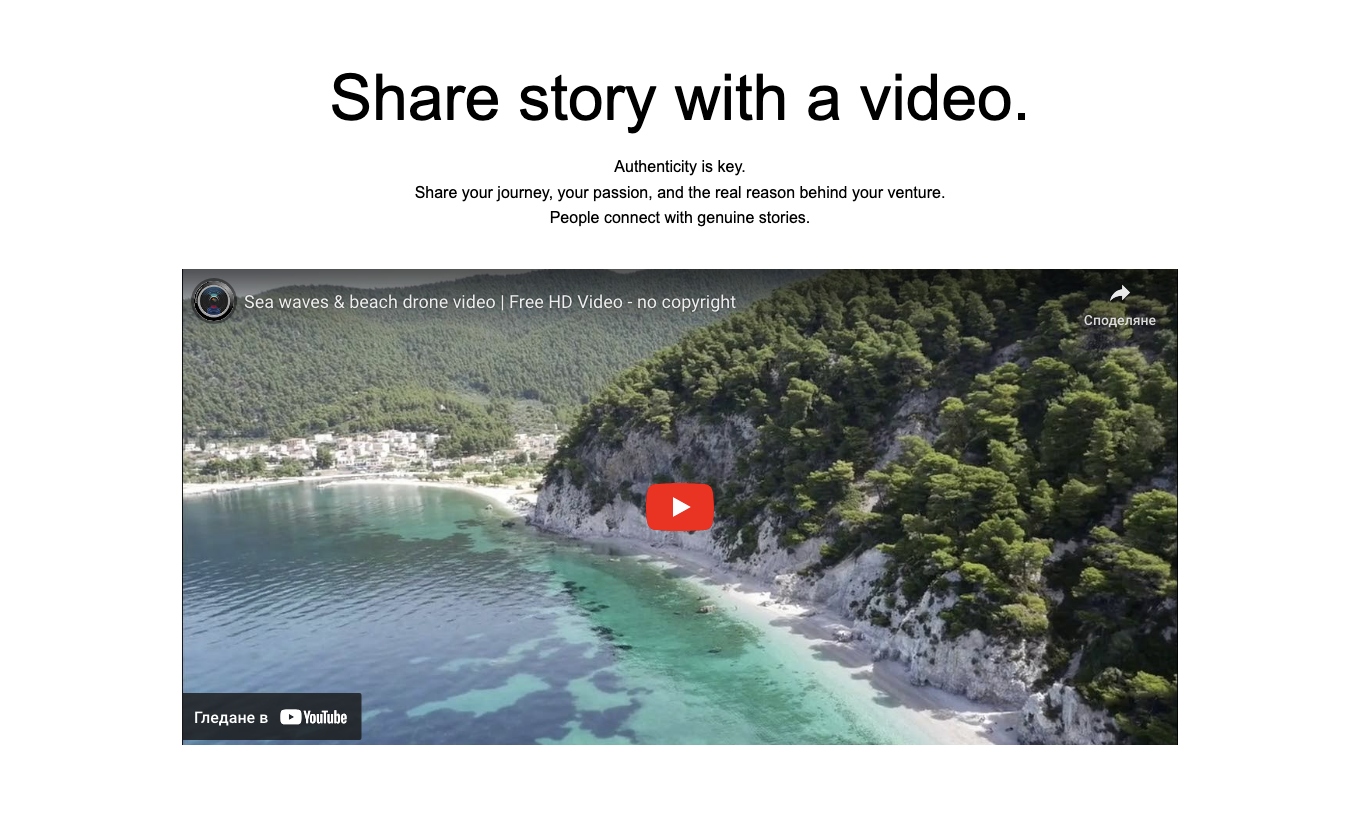 Share story with a video.
Authenticity is key.
Share your journey, your passion, and the real reason behind your venture.
People connect with genuine stories.
Sea waves & beach drone video | Free HD Video - no copyright
Споделяне
Гледане в YouTube